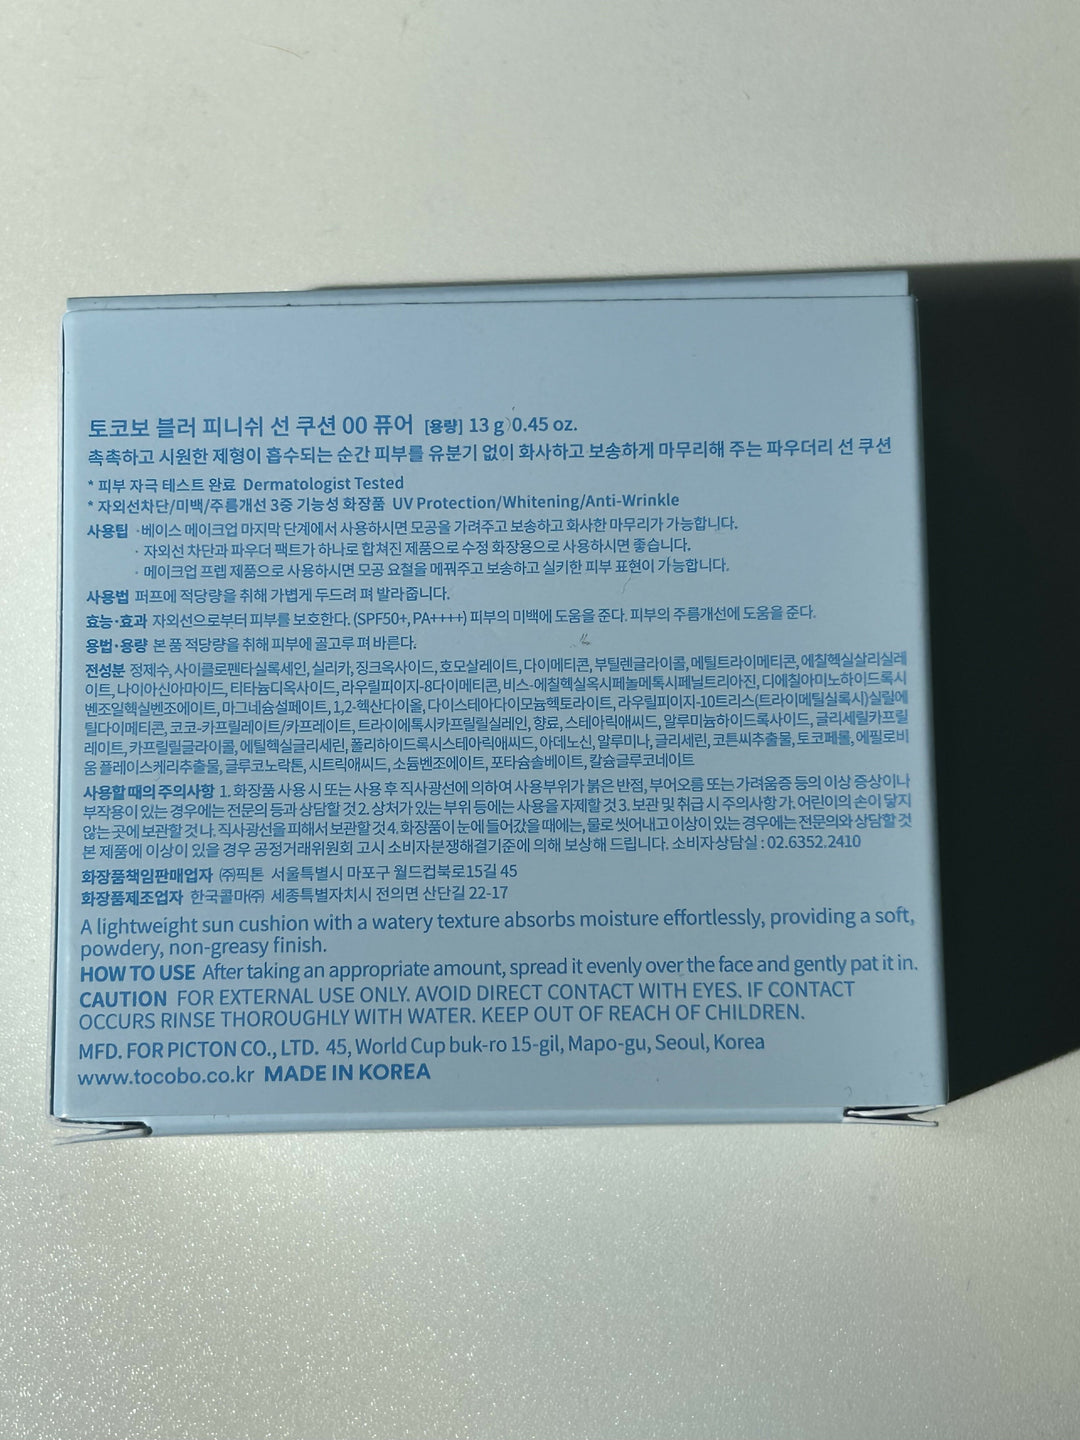 토코보 블러 피니쉬 선 쿠션 00 퓨어 [용량] 13 g 0.45 oz.
촉촉하고 시원한 제형이 흡수되는 순간 피부를 유분기 없이 화사하고 보송하게 마무리해 주는 파우더리 선 쿠션
* 피부 자극 테스트 완료 Dermatologist Tested
* 자외선차단/미백/주름개선 3중 기능성 화장품 UV Protection/Whitening/Anti-Wrinkle
사용팁 · 베이스 메이크업 마지막 단계에서 사용하시면 모공을 가려주고 보송하고 화사한 마무리가 가능합니다.
· 자외선 차단과 파우더 팩트가 하나로 합쳐진 제품으로 수정 화장용으로 사용하시면 좋습니다.
· 메이크업 프렙 제품으로 사용하시면 모공 요철을 메꿔주고 보송하고 실키한 피부 표현이 가능합니다.
사용법 퍼프에 적당량을 취해 가볍게 두드려 펴 발라줍니다.
효능·효과 자외선으로부터 피부를 보호한다. (SPF50+, PA++++) 피부의 미백에 도움을 준다. 피부의 주름개선에 도움을 준다.
용법·용량 본 품 적당량을 취해 피부에 골고루 펴 바른다.
전성분 정제수, 사이클로펜타실록세인, 실리카, 징크옥사이드, 호모살레이트, 다이메티콘, 부틸렌글라이콜, 메틸트라이메티콘, 에칠헥실살리실레
이트, 나이아신아마이드, 티타늄디옥사이드, 라우릴피이지-8다이메티콘, 비스-에칠헥실옥시페놀메톡시페닐트리아진, 디에칠아미노하이드록시
벤조일헥실벤조에이트, 마그네슘설페이트, 1,2-헥산다이올, 다이스테아다이모늄헥토라이트, 라우릴피이지-10트리스(트라이메틸실록시)실릴에
틸다이메티콘, 코코-카프릴레이트/카프레이트, 트라이에톡시카프릴릴실레인, 향료, 스테아릭애씨드, 알루미늄하이드록사이드, 글리세릴카프릴
레이트, 카프릴릴글라이콜, 에틸헥실글리세린, 폴리하이드록시스테아릭애씨드, 아데노신, 알루미나, 글리세린, 코튼씨추출물, 토코페롤, 에필로비
움 플레이스케리추출물, 글루코노락톤, 시트릭애씨드, 소듐벤조에이트, 포타슘솔베이트, 칼슘글루코네이트
사용할 때의 주의사항 1. 화장품 사용 시 또는 사용 후 직사광선에 의하여 사용부위가 붉은 반점, 부어오름 또는 가려움증 등의 이상 증상이나
부작용이 있는 경우에는 전문의 등과 상담할 것 2. 상처가 있는 부위 등에는 사용을 자제할 것 3. 보관 및 취급 시 주의사항 가. 어린이의 손이 닿지
않는 곳에 보관할 것 나. 직사광선을 피해서 보관할 것 4. 화장품이 눈에 들어갔을 때에는, 물로 씻어내고 이상이 있는 경우에는 전문의와 상담할 것
본 제품에 이상이 있을 경우 공정거래위원회 고시 소비자분쟁해결기준에 의해 보상해 드립니다. 소비자상담실 : 02.6352.2410
화장품책임판매업자 ㈜픽톤 서울특별시 마포구 월드컵북로15길 45
화장품제조업자 한국콜마㈜ 세종특별자치시 전의면 산단길 22-17
A lightweight sun cushion with a watery texture absorbs moisture effortlessly, providing a soft,
powdery, non-greasy finish.
HOW TO USE After taking an appropriate amount, spread it evenly over the face and gently pat it in.
CAUTION FOR EXTERNAL USE ONLY. AVOID DIRECT CONTACT WITH EYES. IF CONTACT
OCCURS RINSE THOROUGHLY WITH WATER. KEEP OUT OF REACH OF CHILDREN.
MFD. FOR PICTON CO., LTD. 45, World Cup buk-ro 15-gil, Mapo-gu, Seoul, Korea
www.tocobo.co.kr MADE IN KOREA